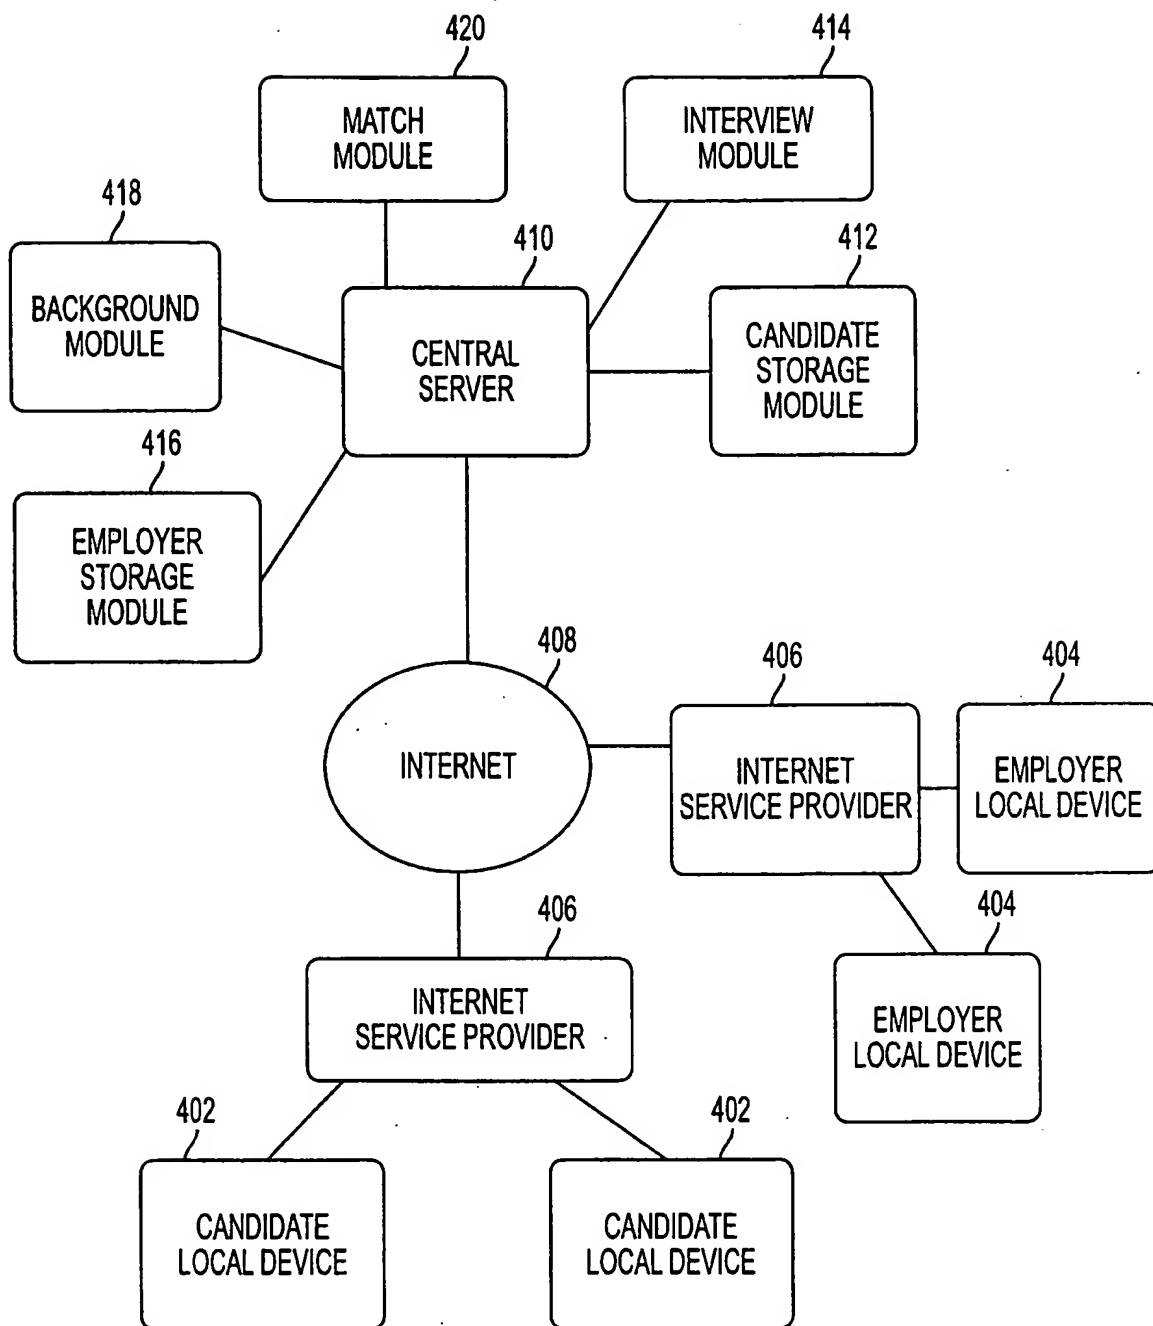 420
MATCH
MODULE
414
INTERVIEW
MODULE
418
BACKGROUND
MODULE
410
CENTRAL
SERVER
412
CANDIDATE
STORAGE
MODULE
416
EMPLOYER
STORAGE
MODULE
408
INTERNET
406
INTERNET
SERVICE PROVIDER
404
EMPLOYER
LOCAL DEVICE
406
INTERNET
SERVICE PROVIDER
404
EMPLOYER
LOCAL DEVICE
402
CANDIDATE
LOCAL DEVICE
402
CANDIDATE
LOCAL DEVICE